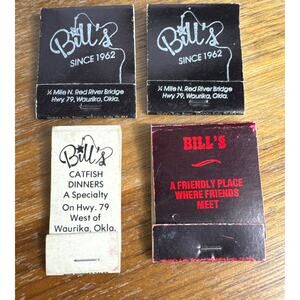 Bill's
SINCE 1962
¼ Mile N. Red River Bridge
Hwy. 79, Waurika, Okla.
Bill's
SINCE 1962
¼ Mile N. Red River Bridge
Hwy. 79, Waurika, Okla.
Bill's
CATFISH
DINNERS
A Specialty
On Hwy. 79
West of
Waurika, Okla.
BILL'S
A FRIENDLY PLACE
WHERE FRIENDS
MEET